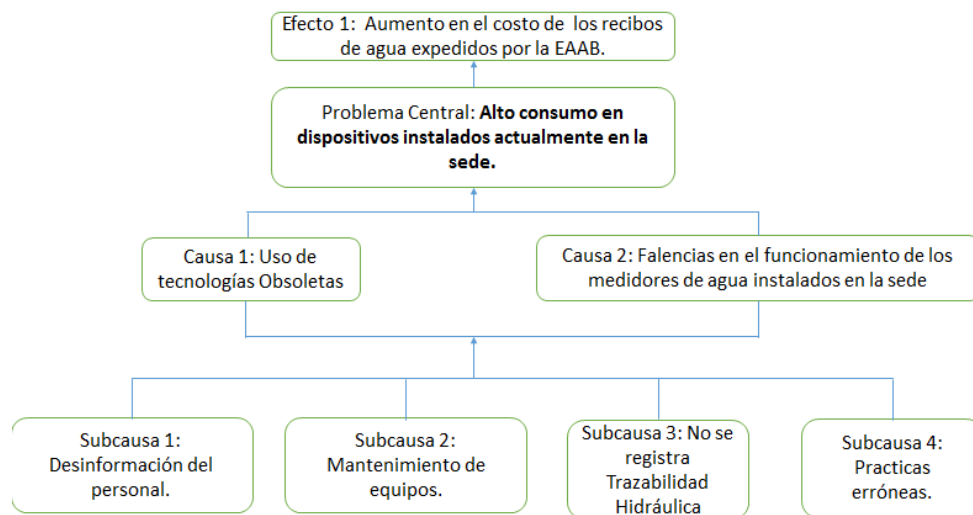 Efecto 1:  Aumento en el costo de  los recibos
de agua expedidos por la EAAB.
Problema Central: Alto consumo en
dispositivos instalados actualmente en la
sede.
Causa 1: Uso de
tecnologías Obsoletas
Causa 2: Falencias en el funcionamiento de los
medidores de agua instalados en la sede
Subcausa 1:
Desinformación del
personal.
Subcausa 2:
Mantenimiento de
equipos.
Subcausa 3: No se
registra
Trazabilidad
Hidráulica
Subcausa 4:
Practicas
erróneas.